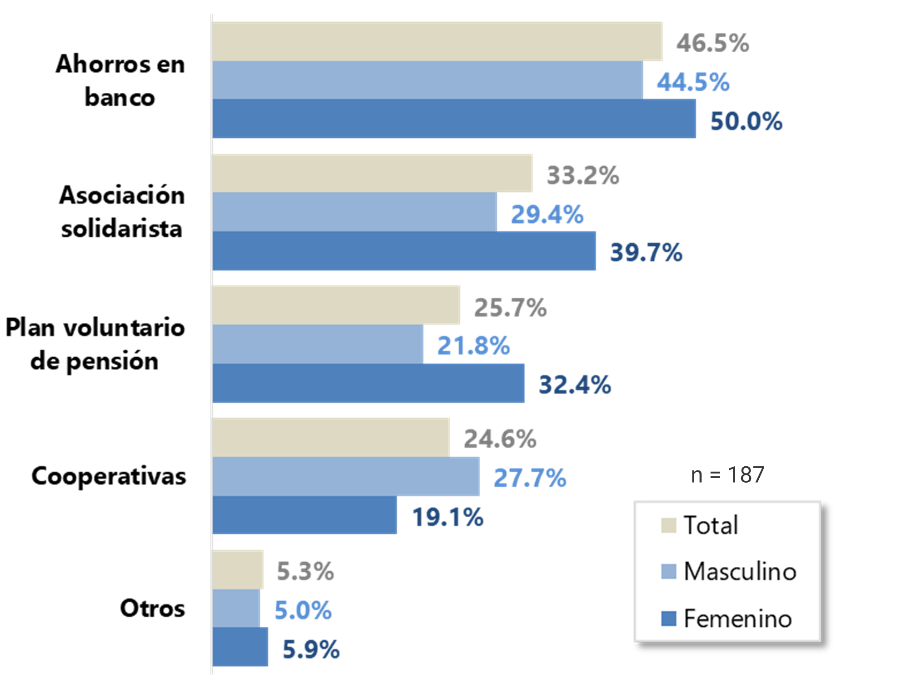 Ahorros en
banco
46.5%
44.5%
50.0%
Asociación
solidarista
33.2%
29.4%
39.7%
Plan voluntario
de pensión
25.7%
21.8%
32.4%
Cooperativas
24.6%
27.7%
19.1%
Otros
5.3%
5.0%
5.9%
n = 187
Total
Masculino
Femenino